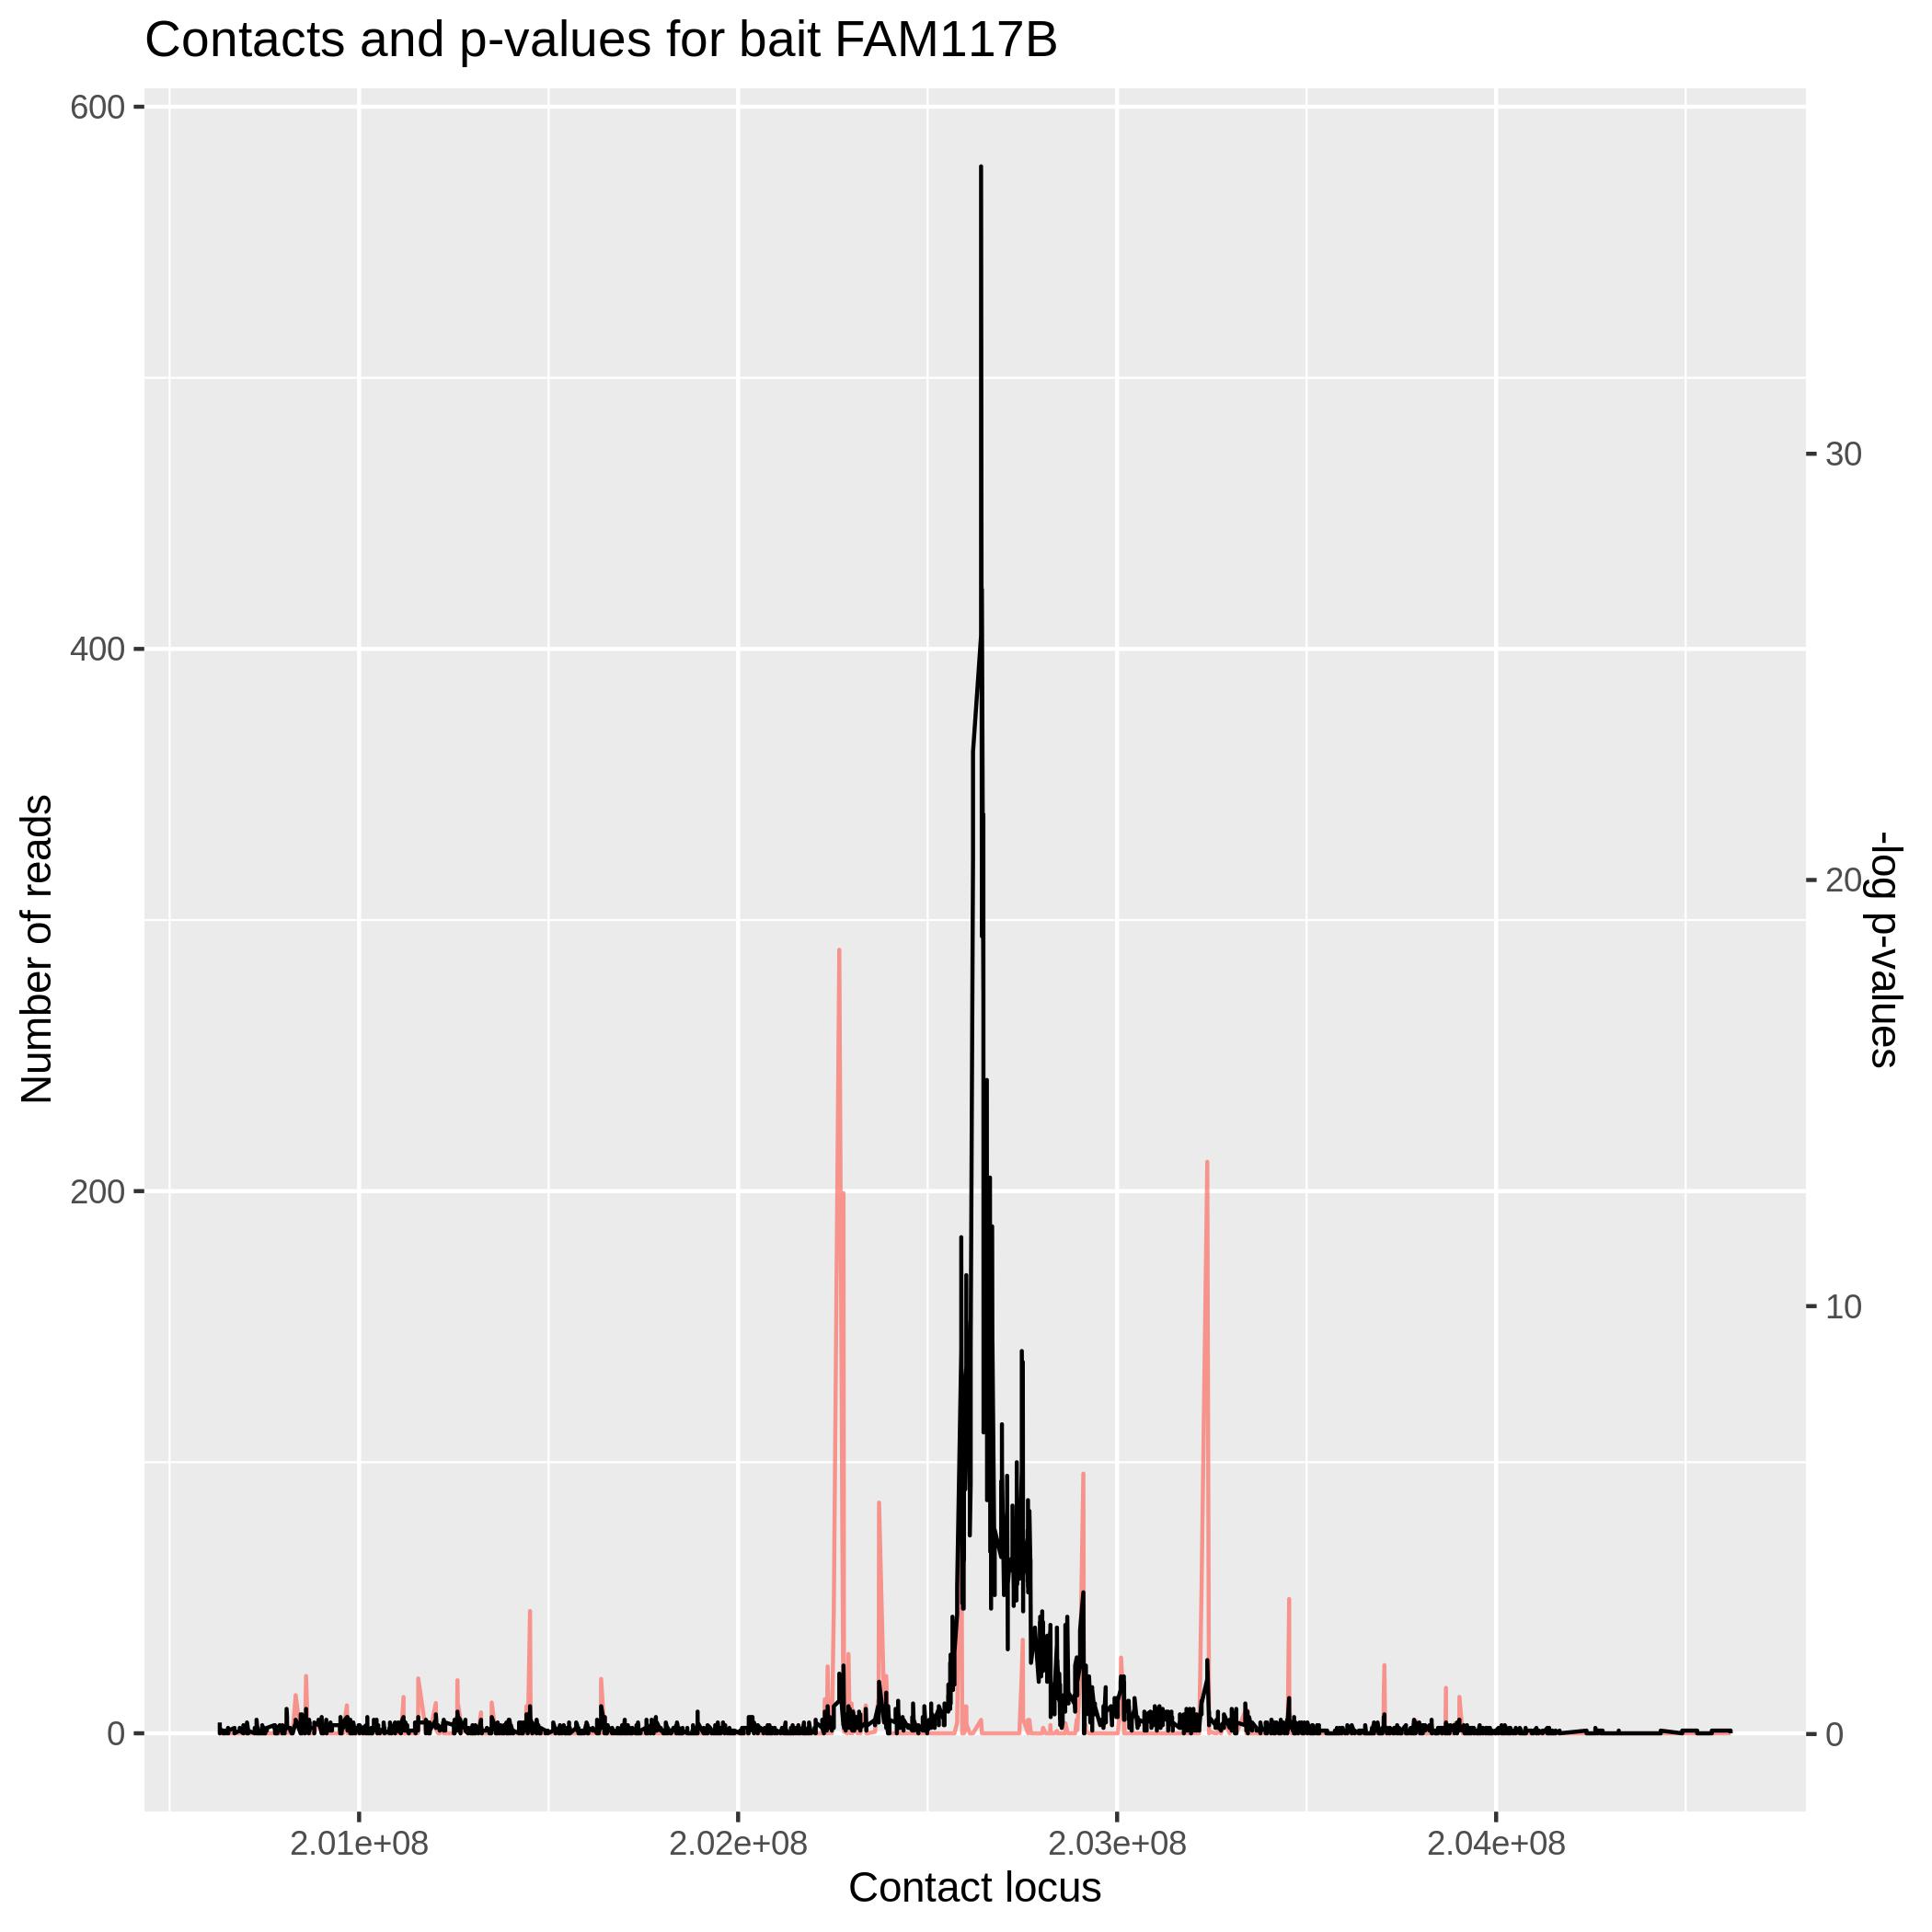 Contacts and p-values for bait FAM117B
Number of reads
600
400
200
0
30
20
10
0
-log p-values
2.01e+08 2.02e+08 2.03e+08 2.04e+08
Contact locus